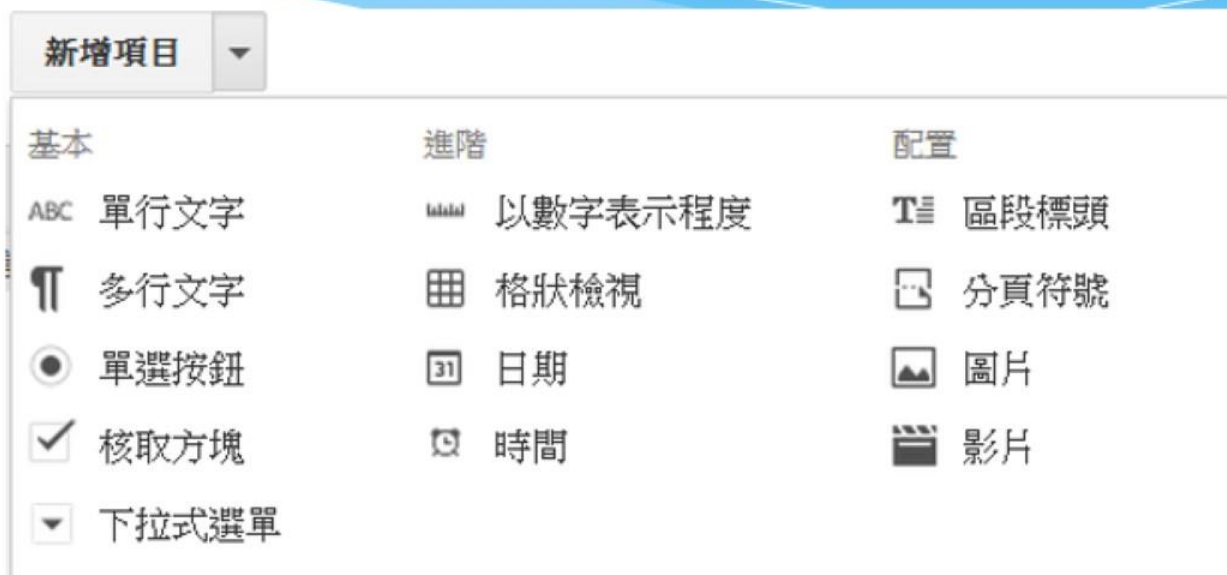 新增項目
基本 進階 配置
ABC 單行文字 以數字表示程度 T 區段標頭
多行文字 格狀檢視 分頁符號
單選按鈕 31 日期 圖片
核取方塊 時間 影片
下拉式選單